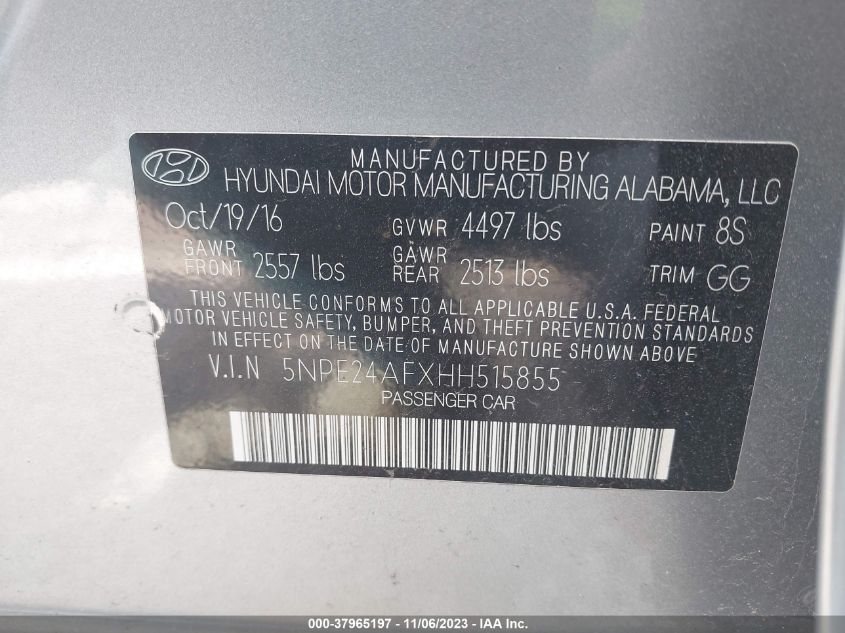 MANUFACTURED BY
HYUNDAI MOTOR MANUFACTURING ALABAMA, LLC
Oct/19/16 GVWR 4497 lbs PAINT 8S
GAWR FRONT 2557 lbs GAWR REAR 2513 lbs TRIM GG
THIS VEHICLE CONFORMS TO ALL APPLICABLE U.S.A. FEDERAL
MOTOR VEHICLE SAFETY, BUMPER, AND THEFT PREVENTION STANDARDS
IN EFFECT ON THE DATE OF MANUFACTURE SHOWN ABOVE.
V.I.N 5NPE24AFXHH515855
PASSENGER CAR
000-37965197 - 11/06/2023 - IAA Inc.